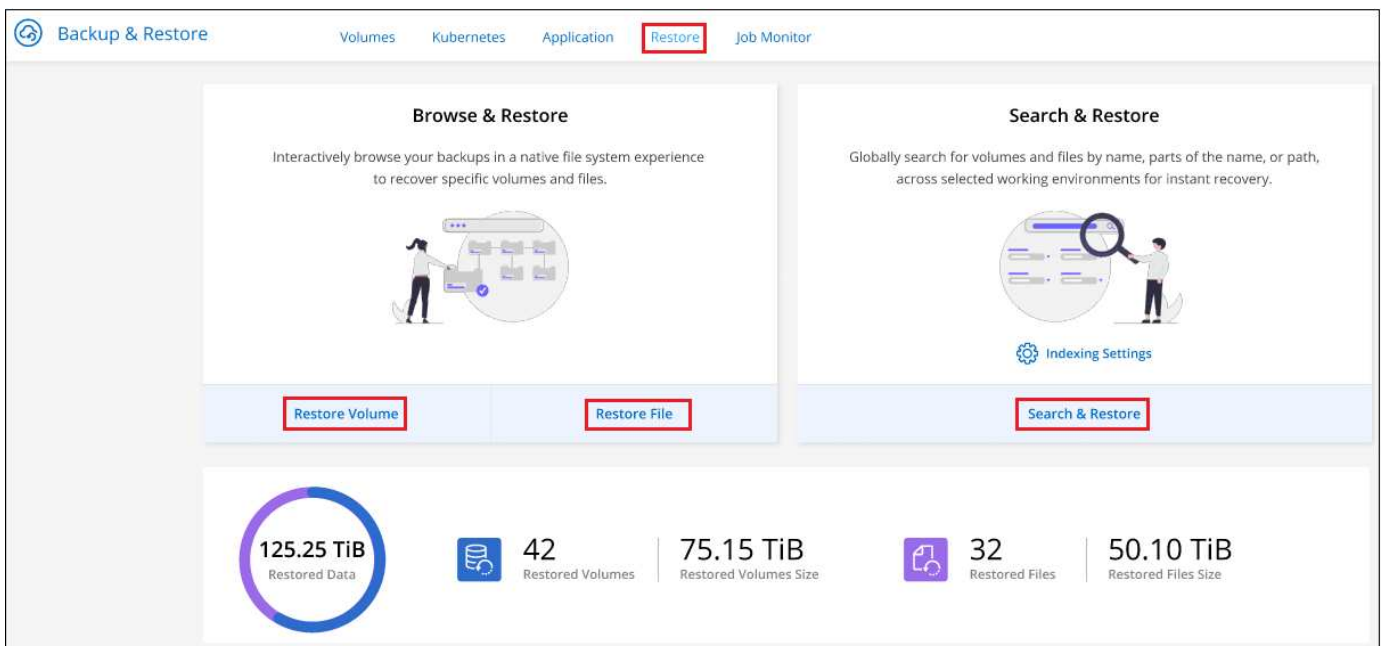 Backup & Restore
Volumes
Kubernetes
Application
Restore
Job Monitor
Browse & Restore
Interactively browse your backups in a native file system experience
to recover specific volumes and files.
Restore Volume
Restore File
Search & Restore
Globally search for volumes and files by name, parts of the name, or path,
across selected working environments for instant recovery.
Indexing Settings
Search & Restore
125.25 TiB
Restored Data
42
Restored Volumes
75.15 TiB
Restored Volumes Size
32
Restored Files
50.10 TiB
Restored Files Size